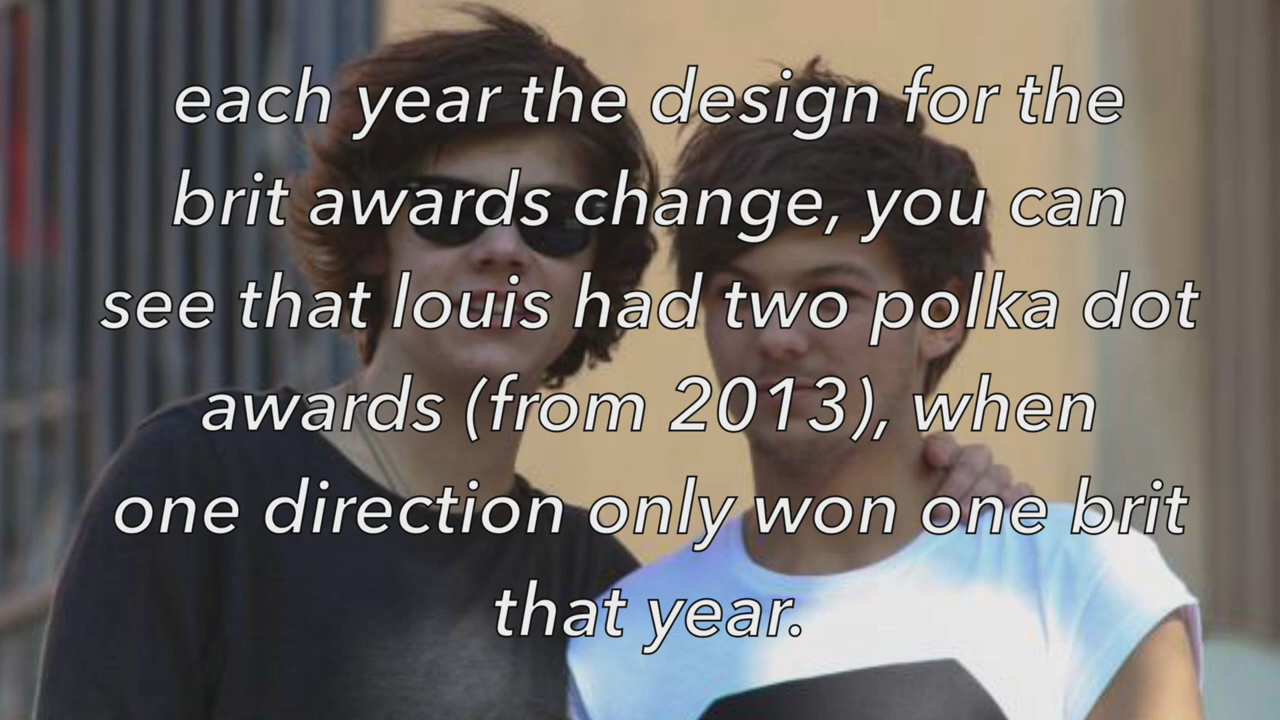 each year the design for the
brit awards change, you can
see that louis had two polka dot
awards (from 2013), when
one direction only won one brit
that year.